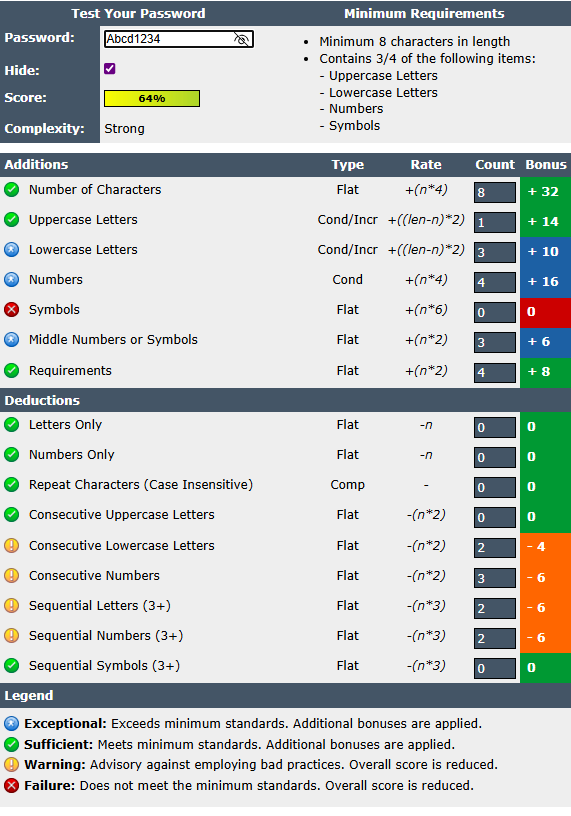 Test Your Password Minimum Requirements
Password: Abcd1234
• Minimum 8 characters in length
Hide:
• Contains 3/4 of the following items:
- Uppercase Letters
Score: 64%
- Lowercase Letters
- Numbers
Complexity: Strong
- Symbols
Additions Type Rate Count Bonus
Number of Characters Flat +(n*4) 8 + 32
Uppercase Letters Cond/Incr +((len-n)*2) 1 + 14
Lowercase Letters Cond/Incr +((len-n)*2) 3 + 10
Numbers Cond +(n*4) 4 + 16
Symbols Flat +(n*6) 0 0
Middle Numbers or Symbols Flat +(n*2) 3 + 6
Requirements Flat +(n*2) 4 + 8
Deductions
Letters Only Flat -n 0 0
Numbers Only Flat -n 0 0
Repeat Characters (Case Insensitive) Comp - 0 0
Consecutive Uppercase Letters Flat -(n*2) 0 0
Consecutive Lowercase Letters Flat -(n*2) 2 - 4
Consecutive Numbers Flat -(n*2) 3 - 6
Sequential Letters (3+) Flat -(n*3) 2 - 6
Sequential Numbers (3+) Flat -(n*3) 2 - 6
Sequential Symbols (3+) Flat -(n*3) 0 0
Legend
Exceptional: Exceeds minimum standards. Additional bonuses are applied.
Sufficient: Meets minimum standards. Additional bonuses are applied.
Warning: Advisory against employing bad practices. Overall score is reduced.
Failure: Does not meet the minimum standards. Overall score is reduced.